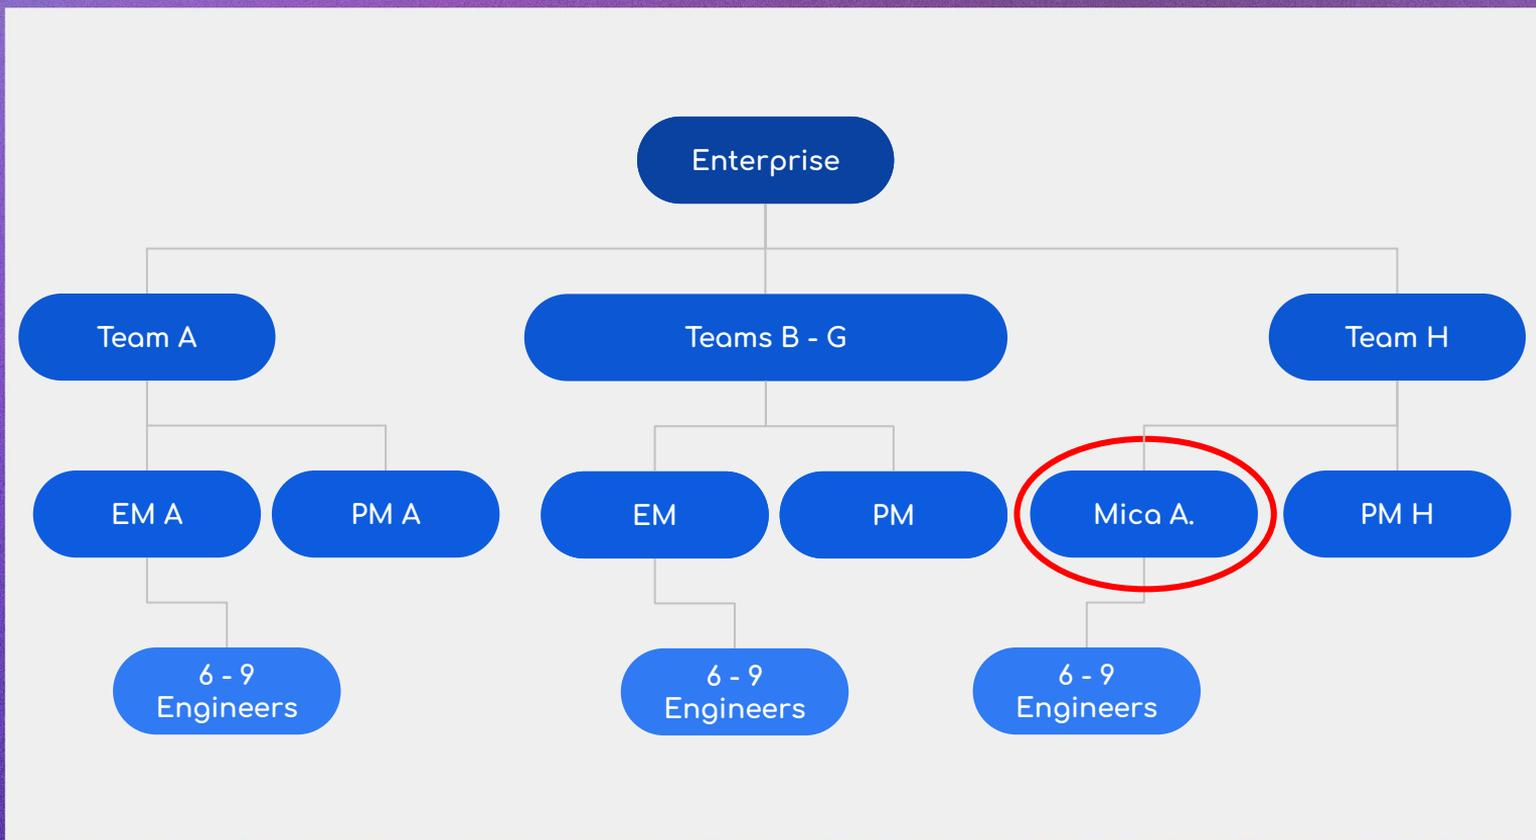 Enterprise
Team A
Teams B - G
Team H
EM A
PM A
EM
PM
Mica A.
PM H
6 - 9
Engineers
6 - 9
Engineers
6 - 9
Engineers